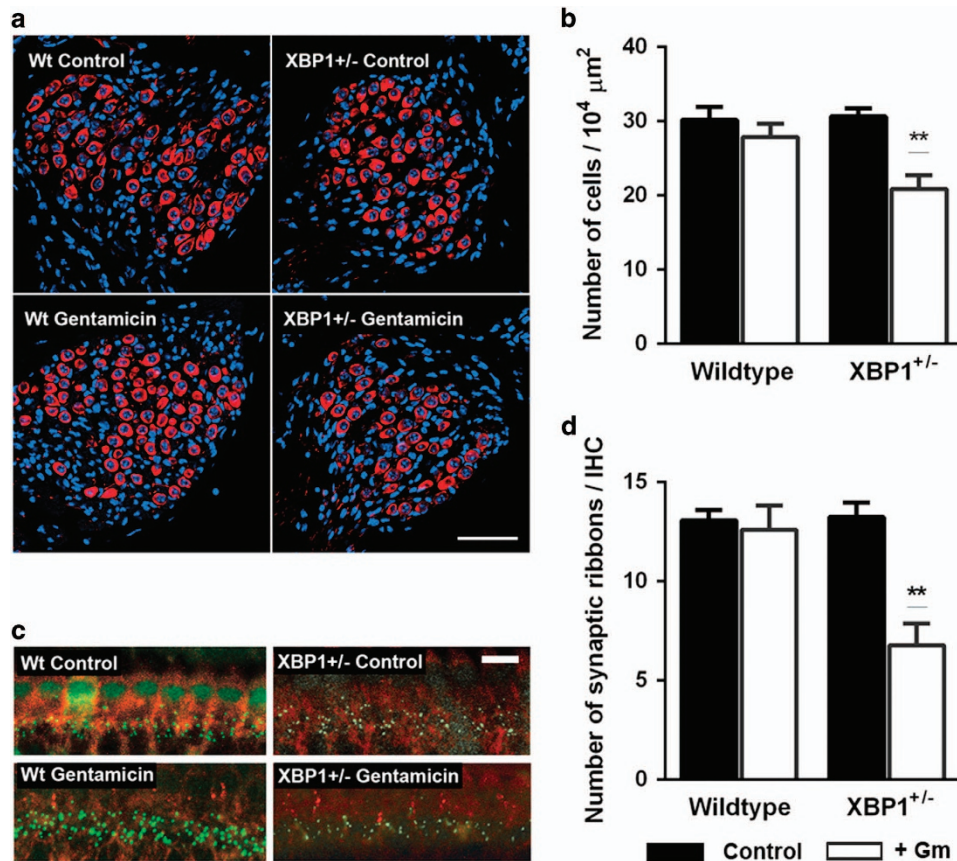 a
Wt Control
XBP1+/- Control
Wt Gentamicin
XBP1+/- Gentamicin
b
Number of cells / 10⁴ µm²
40
30
20
10
0
**
Wildtype
XBP1+/-
c
Wt Control
XBP1+/- Control
Wt Gentamicin
XBP1+/- Gentamicin
d
Number of synaptic ribbons / IHC
15
10
5
0
**
Wildtype
XBP1+/-
Control
+ Gm